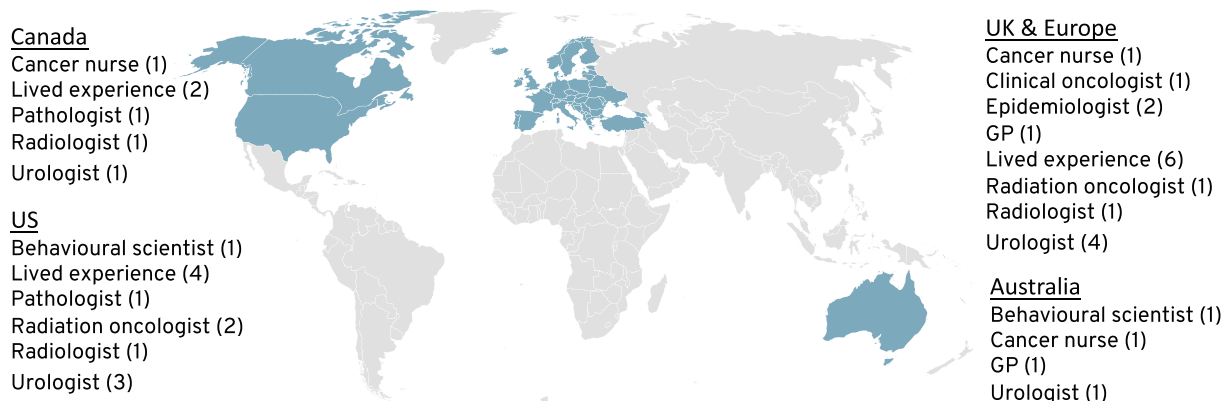 Canada
Cancer nurse (1)
Lived experience (2)
Pathologist (1)
Radiologist (1)
Urologist (1)
US
Behavioural scientist (1)
Lived experience (4)
Pathologist (1)
Radiation oncologist (2)
Radiologist (1)
Urologist (3)
UK & Europe
Cancer nurse (1)
Clinical oncologist (1)
Epidemiologist (2)
GP (1)
Lived experience (6)
Radiation oncologist (1)
Radiologist (1)
Urologist (4)
Australia
Behavioural scientist (1)
Cancer nurse (1)
GP (1)
Urologist (1)